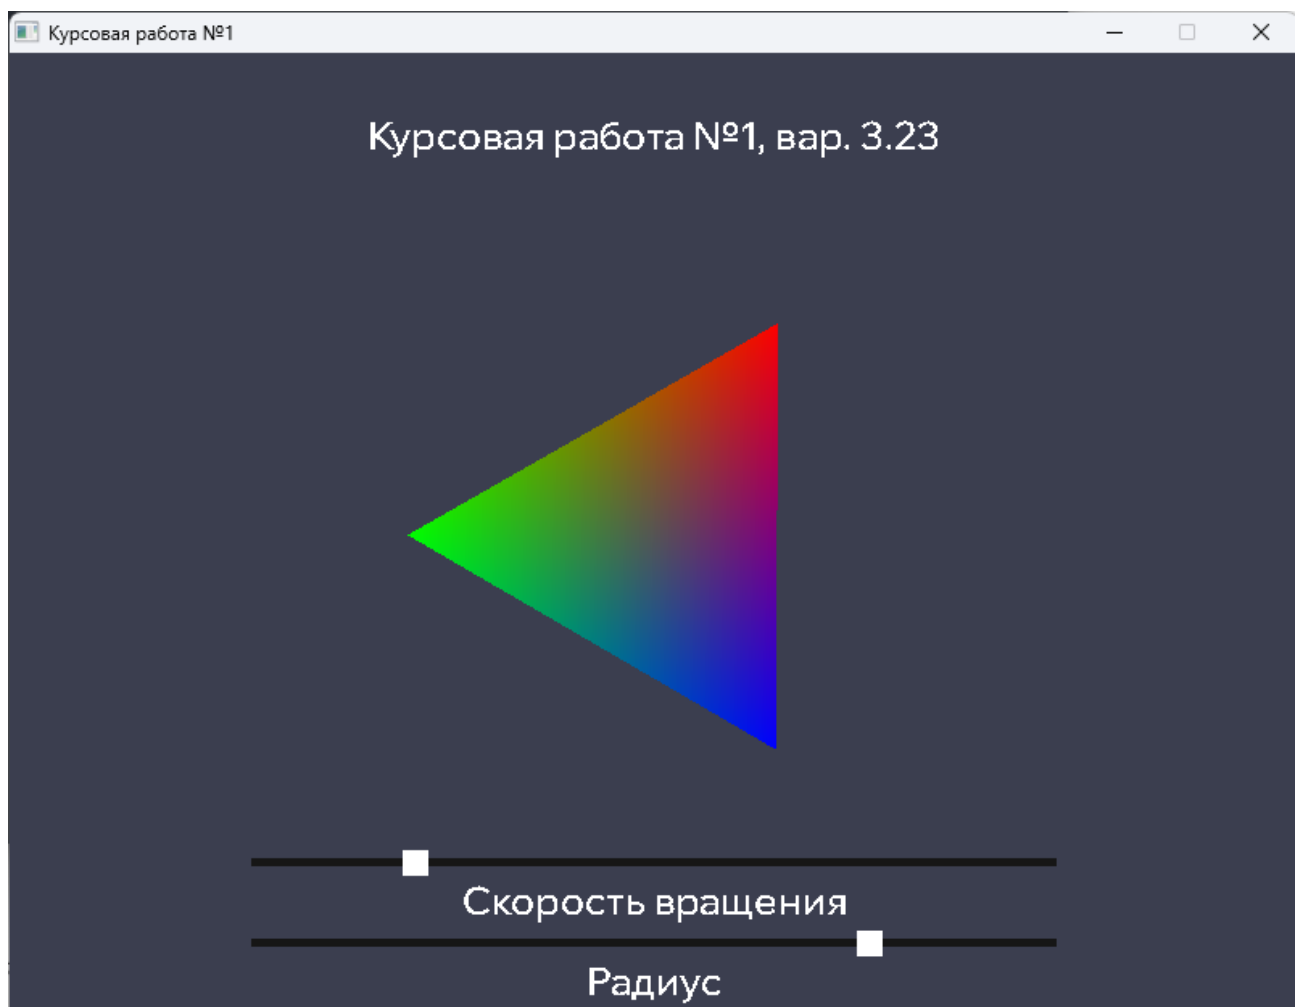 Курсовая работа №1
Курсовая работа №1, вар. 3.23
Скорость вращения
Радиус